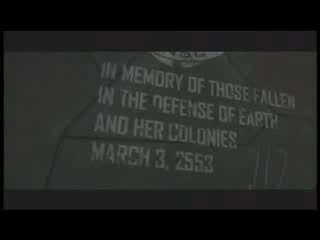 IN MEMORY OF THOSE FALLEN
IN THE DEFENSE OF EARTH
AND HER COLONIES
MARCH 3, 2553